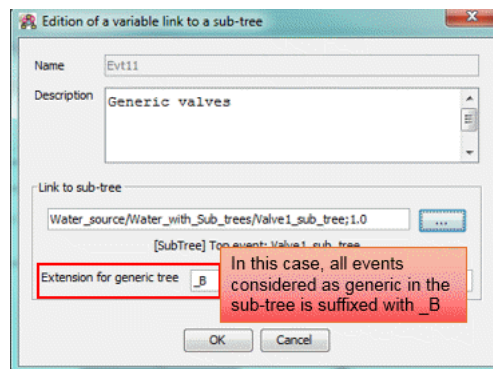 Edition of a variable link to a sub-tree
Name Evt11
Description Generic valves
Link to sub-tree
Water_source/Water_with_Sub_trees/Valve1_sub_tree;1.0 ...
[SubTree] Top event: Valve1_sub_tree
Extension for generic tree _B
In this case, all events
considered as generic in the
sub-tree is suffixed with _B
OK Cancel